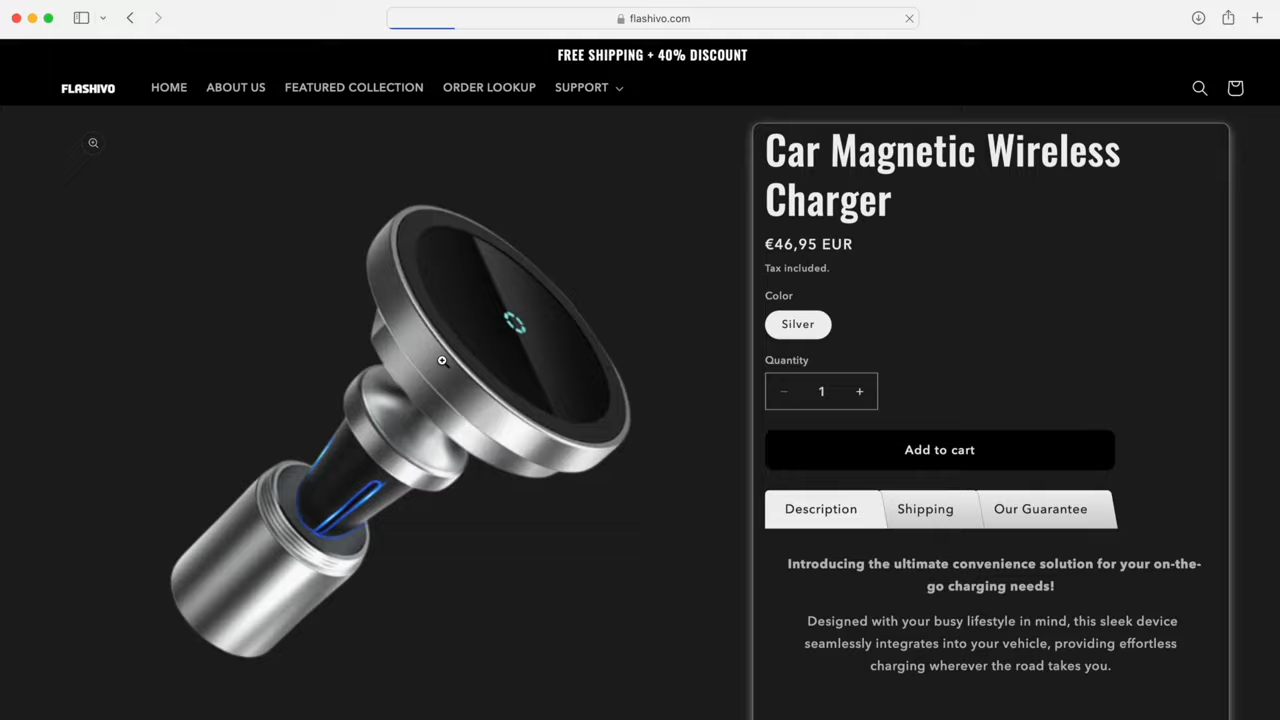 flashivo.com
FREE SHIPPING + 40% DISCOUNT
FLASHIVO HOME ABOUT US FEATURED COLLECTION ORDER LOOKUP SUPPORT
Car Magnetic Wireless
Charger
€46,95 EUR
Tax included.
Color
Silver
Quantity
− 1 +
Add to cart
Description Shipping Our Guarantee
Introducing the ultimate convenience solution for your on-the-
go charging needs!
Designed with your busy lifestyle in mind, this sleek device
seamlessly integrates into your vehicle, providing effortless
charging wherever the road takes you.